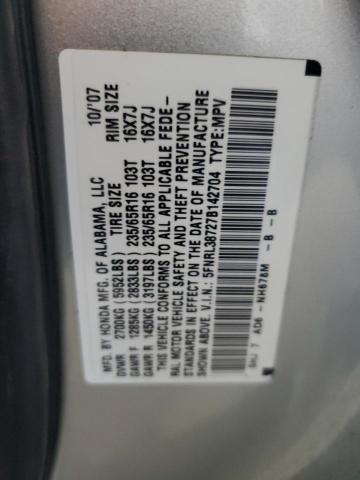 MFD. BY HONDA MFG. OF ALABAMA, LLC 10/'07
GVWR 2700KG (5952LBS) TIRE SIZE RIM SIZE
GAWR F 1285KG (2833LBS) 235/65R16 103T 16X7J
GAWR R 1450KG (3197LBS) 235/65R16 103T 16X7J
THIS VEHICLE CONFORMS TO ALL APPLICABLE FEDE-
RAL MOTOR VEHICLE SAFETY AND THEFT PREVENTION
STANDARDS IN EFFECT ON THE DATE OF MANUFACTURE
SHOWN ABOVE. V.I.N.: 5FNRL38727B142704 TYPE:MPV
SHJ 7 AD6 - NH678M - B - B